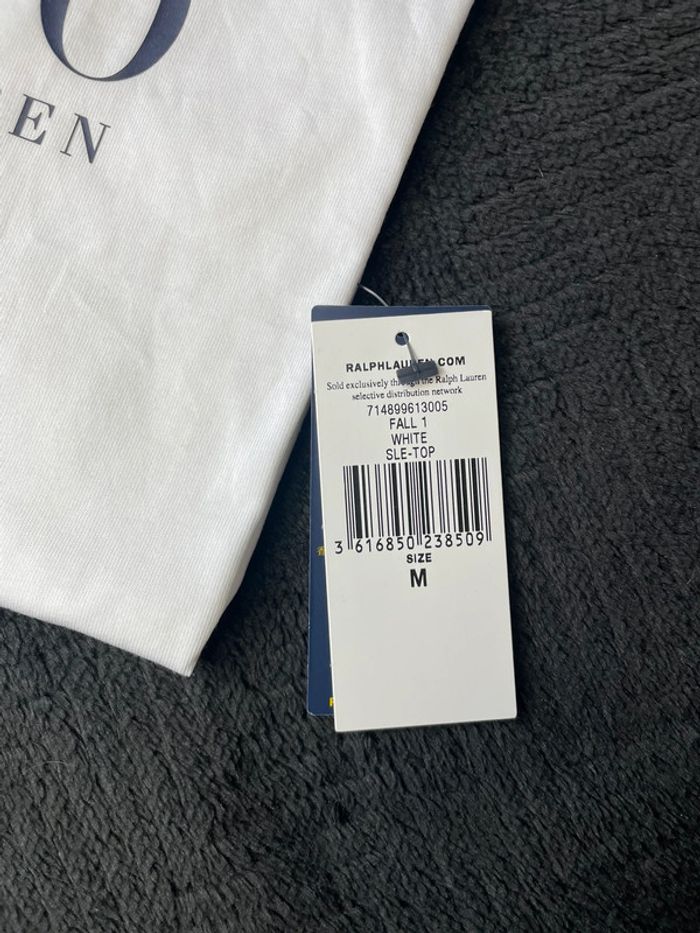 O
REN
RALPHLAUREN.COM
Sold exclusively through the Ralph Lauren
selective distribution network
714899613005
FALL 1
WHITE
SLE-TOP
3 616850 238509
SIZE
M